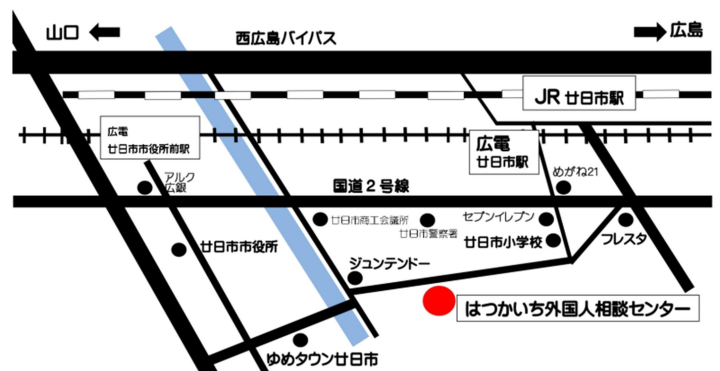 山口
広島
西広島バイパス
JR 廿日市駅
広電
廿日市市役所前駅
広電
廿日市駅
アルク
広銀
めがね21
国道2号線
廿日市商工会議所
廿日市警察署
セブンイレブン
廿日市小学校
フレスタ
廿日市市役所
ジュンテンドー
はつかいち外国人相談センター
ゆめタウン廿日市